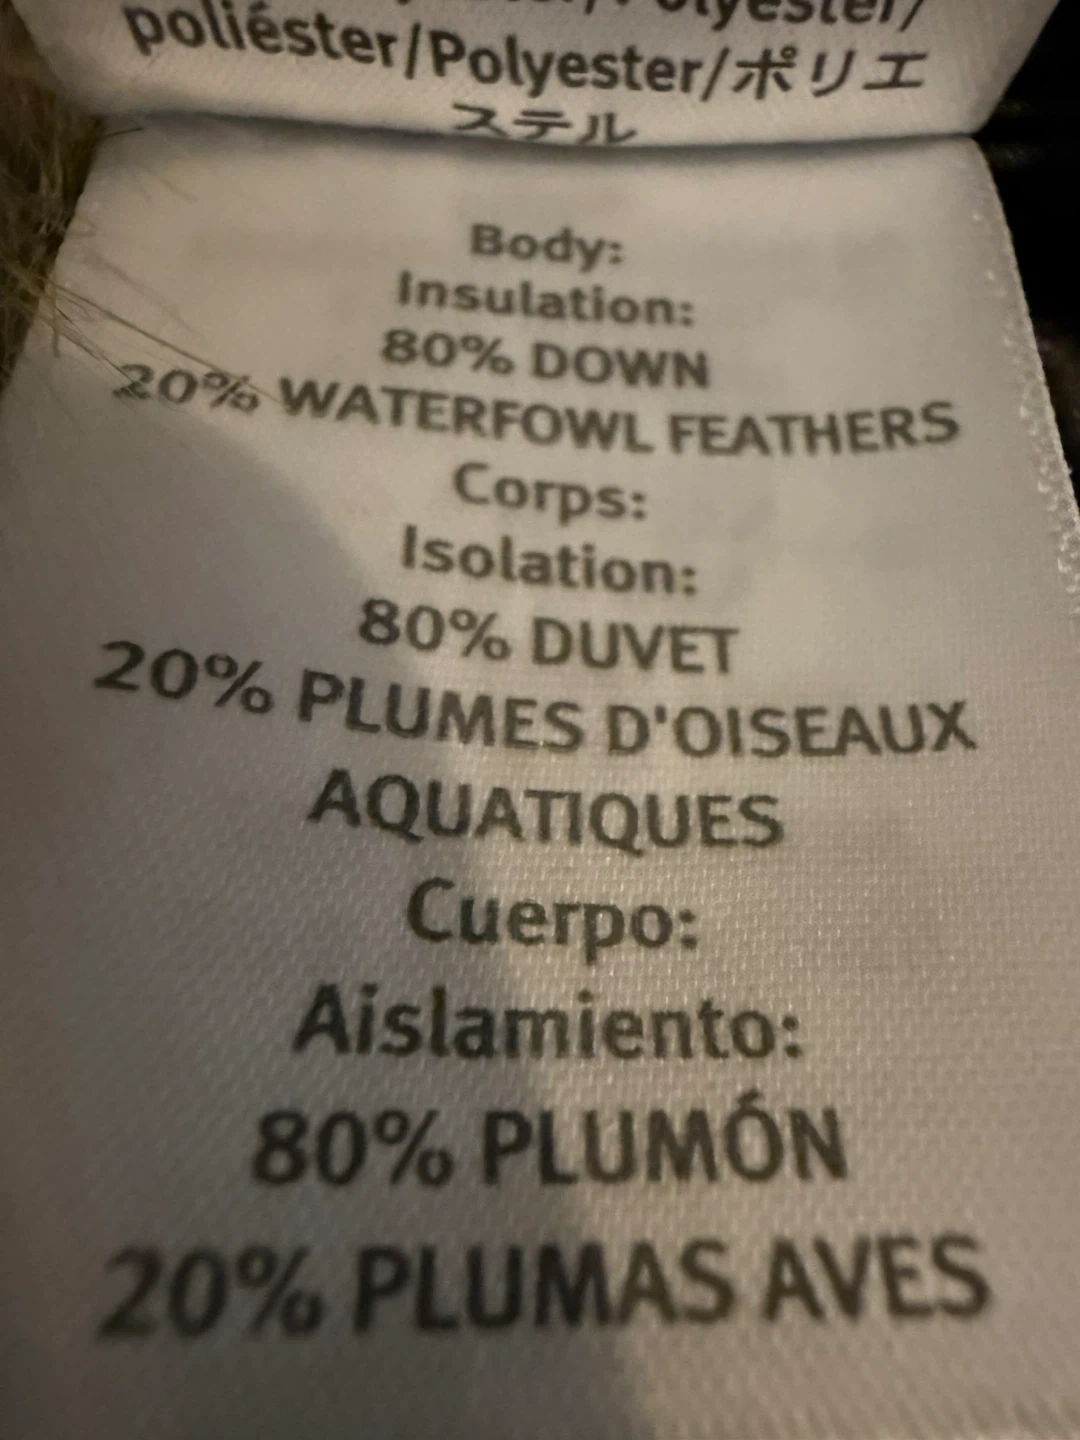 poliéster/Polyester/ポリエ
ステル
Body:
Insulation:
80% DOWN
20% WATERFOWL FEATHERS
Corps:
Isolation:
80% DUVET
20% PLUMES D'OISEAUX
AQUATIQUES
Cuerpo:
Aislamiento:
80% PLUMÓN
20% PLUMAS AVES